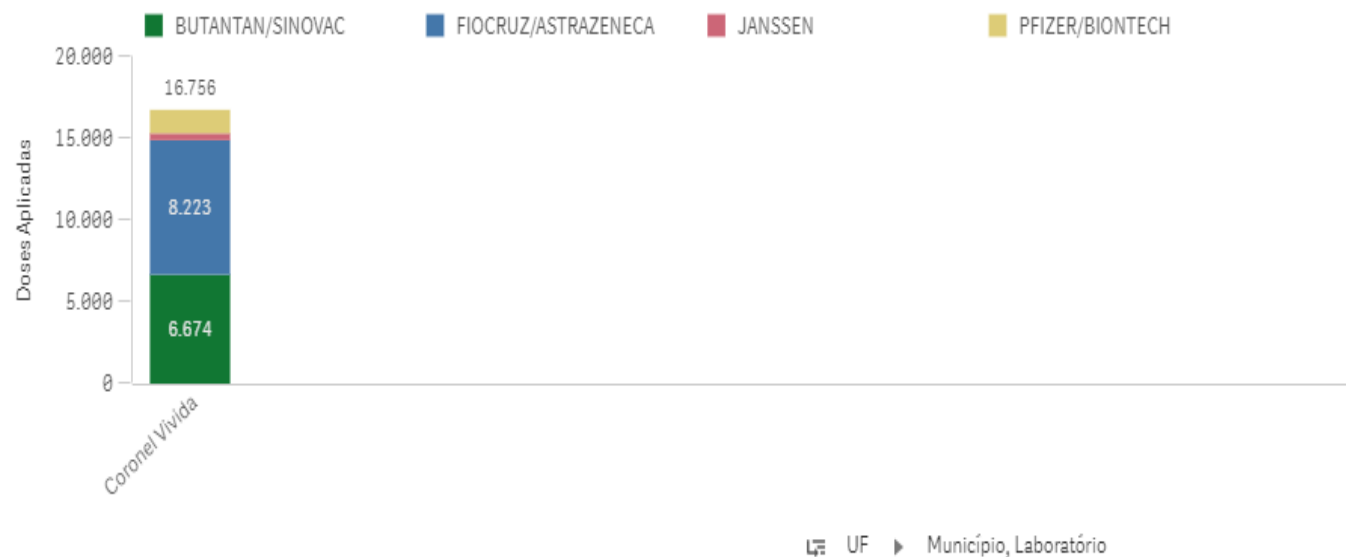 BUTANTAN/SINOVAC FIOCRUZ/ASTRAZENECA JANSSEN PFIZER/BIONTECH
20.000
16.756
15.000
8.223
10.000
5.000
6.674
0
Doses Aplicadas
Coronel Vivida
UF Município, Laboratório